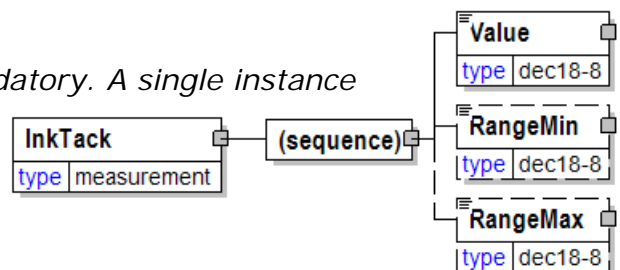 Value
type dec18-8
datory. A single instance
InkTack
type measurement
(sequence)
RangeMin
type dec18-8
RangeMax
type dec18-8